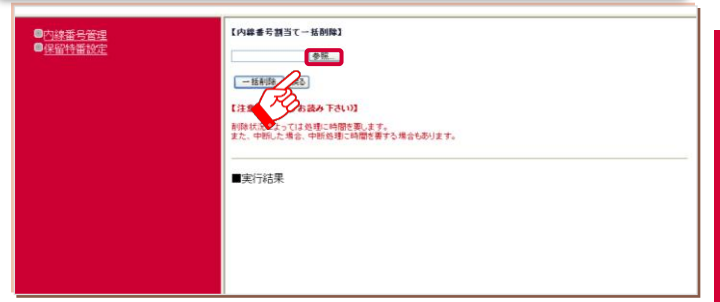 内線番号管理
保留特番設定
【内線番号割当て一括削除】
参照...
一括削除 戻る
【注意 お読み下さい)】
削除状況によっては処理に時間を要します。
また、中断した場合、中断処理に時間を要する場合もあります。
■実行結果